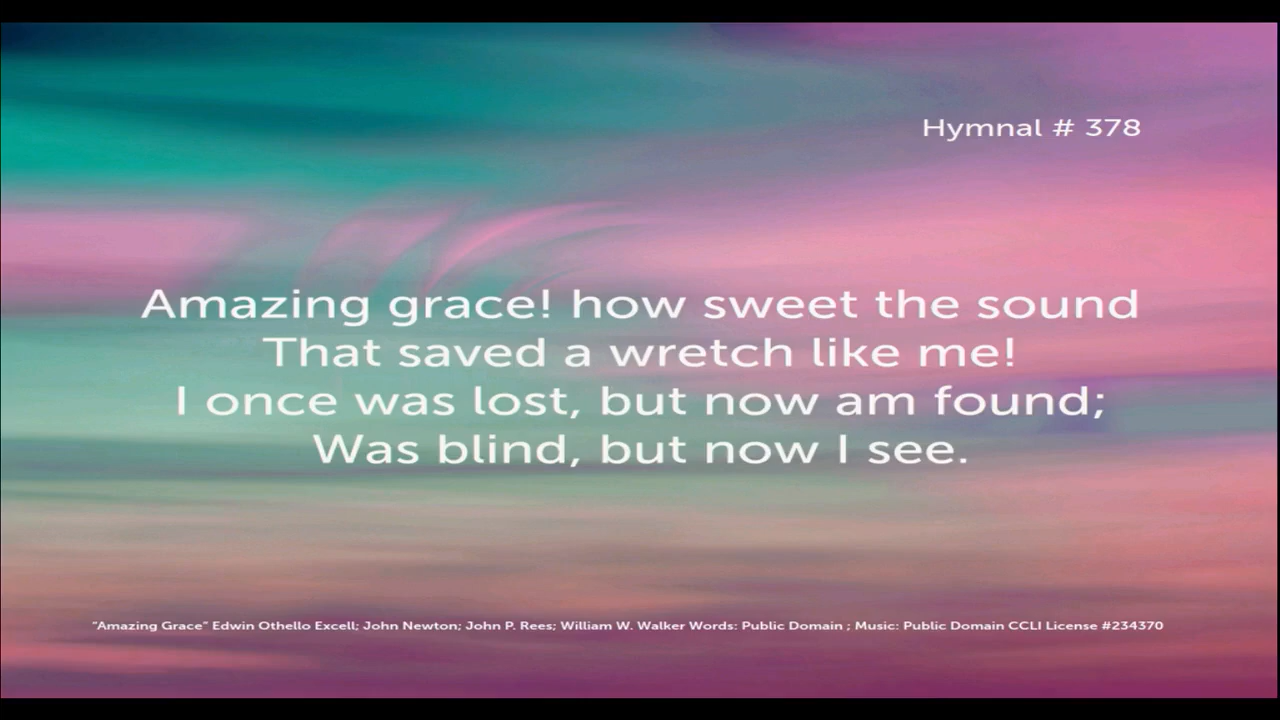 Hymnal # 378
Amazing grace! how sweet the sound
That saved a wretch like me!
I once was lost, but now am found;
Was blind, but now I see.
"Amazing Grace" Edwin Othello Excell; John Newton; John P. Rees; William W. Walker Words: Public Domain ; Music: Public Domain CCLI License #234370